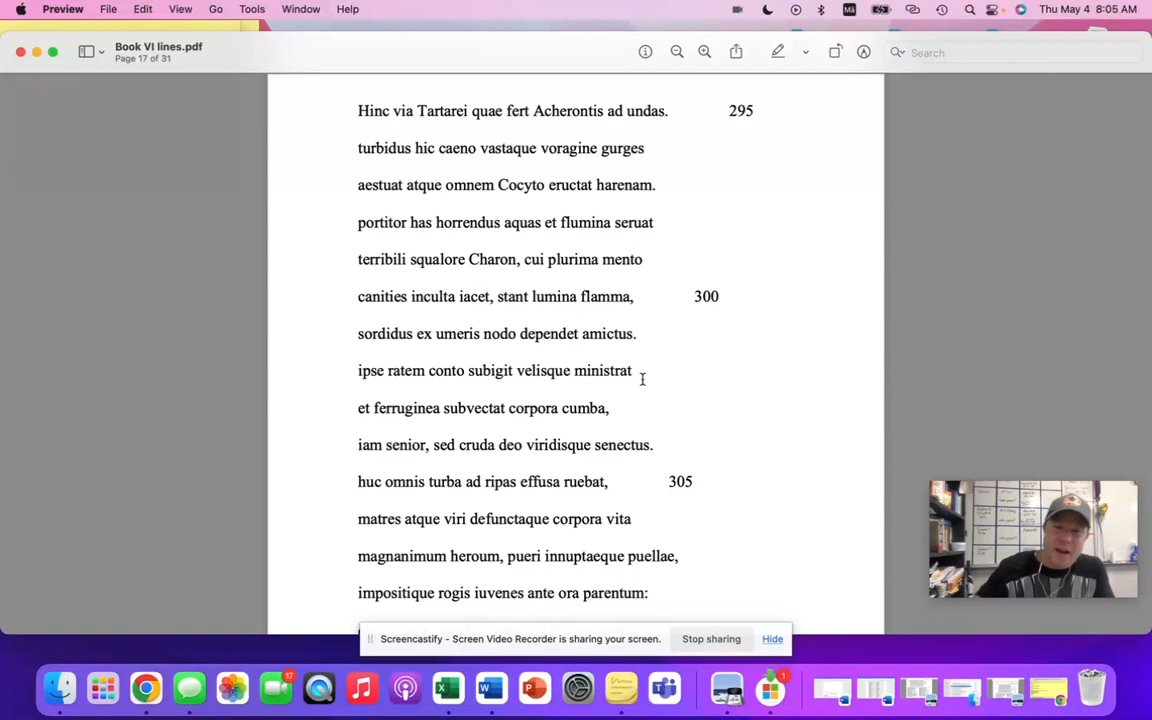 Preview File Edit View Go Tools Window Help Thu May 4 8:05 AM
Book VI lines.pdf
Page 17 of 31
Search
Hinc via Tartarei quae fert Acherontis ad undas. 295
turbidus hic caeno vastaque voragine gurges
aestuat atque omnem Cocyto eructat harenam.
portitor has horrendus aquas et flumina seruat
terribili squalore Charon, cui plurima mento
canities inculta iacet, stant lumina flamma, 300
sordidus ex umeris nodo dependet amictus.
ipse ratem conto subigit velisque ministrat
et ferruginea subvectat corpora cumba,
iam senior, sed cruda deo viridisque senectus.
huc omnis turba ad ripas effusa ruebat, 305
matres atque viri defunctaque corpora vita
magnanimum heroum, pueri innuptaeque puellae,
impositique rogis iuvenes ante ora parentum:
Screencastify - Screen Video Recorder is sharing your screen. Stop sharing Hide
17
1